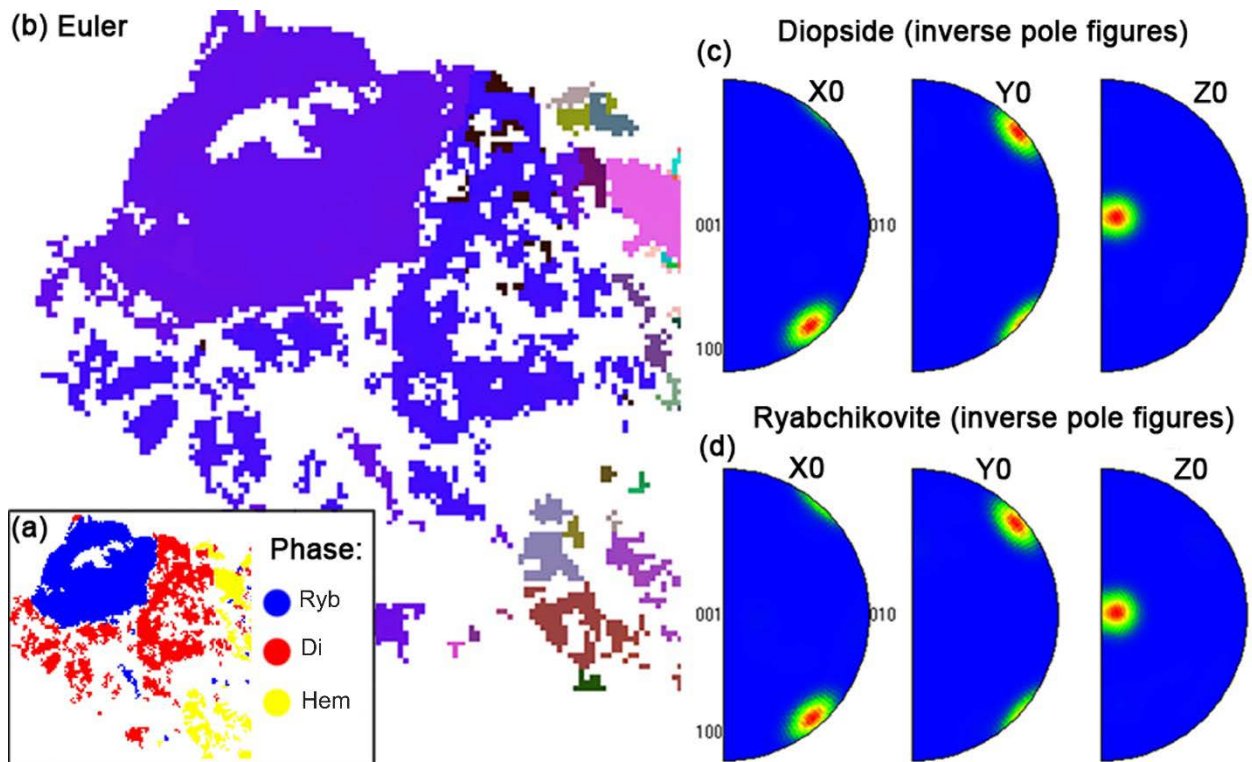 (b) Euler
(a)
Phase:
Ryb
Di
Hem
(c)
Diopside (inverse pole figures)
X0
Y0
Z0
001
010
100
(d)
Ryabchikovite (inverse pole figures)
X0
Y0
Z0
001
010
100